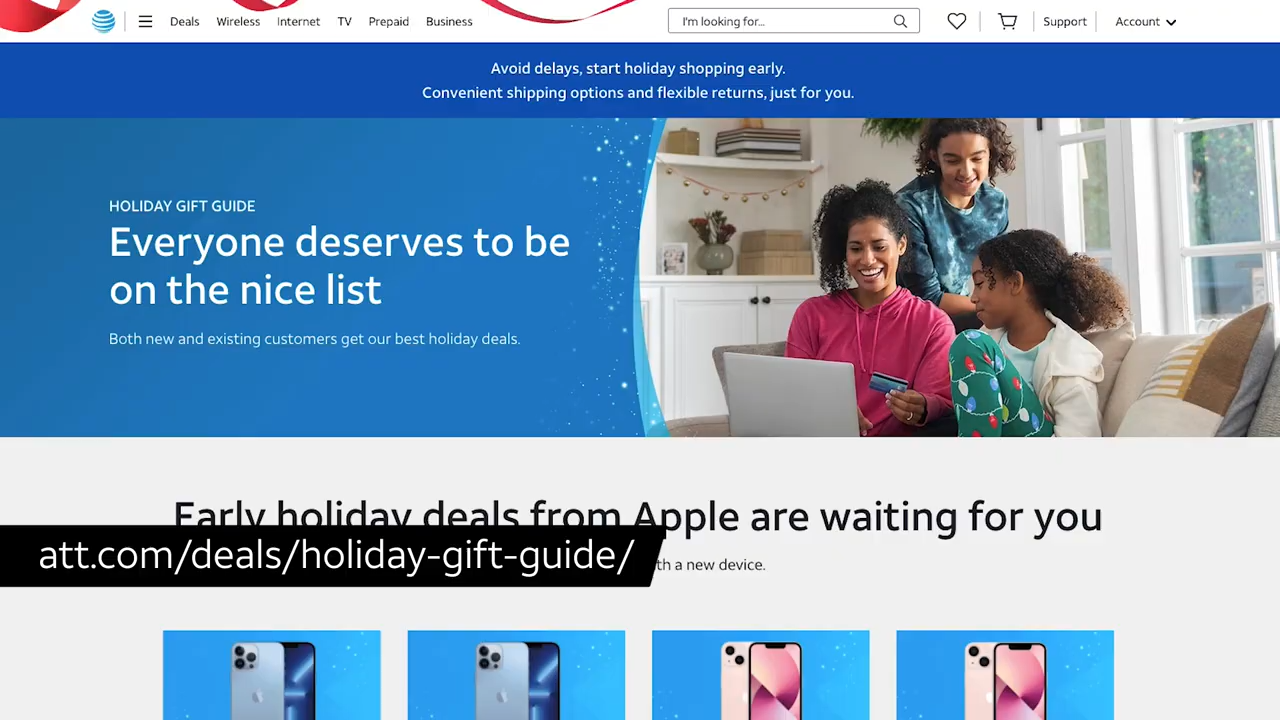 Deals Wireless Internet TV Prepaid Business I'm looking for... Support Account
Avoid delays, start holiday shopping early.
Convenient shipping options and flexible returns, just for you.
HOLIDAY GIFT GUIDE
Everyone deserves to be
on the nice list
Both new and existing customers get our best holiday deals.
Early holiday deals from Apple are waiting for you
att.com/deals/holiday-gift-guide/
a new device.